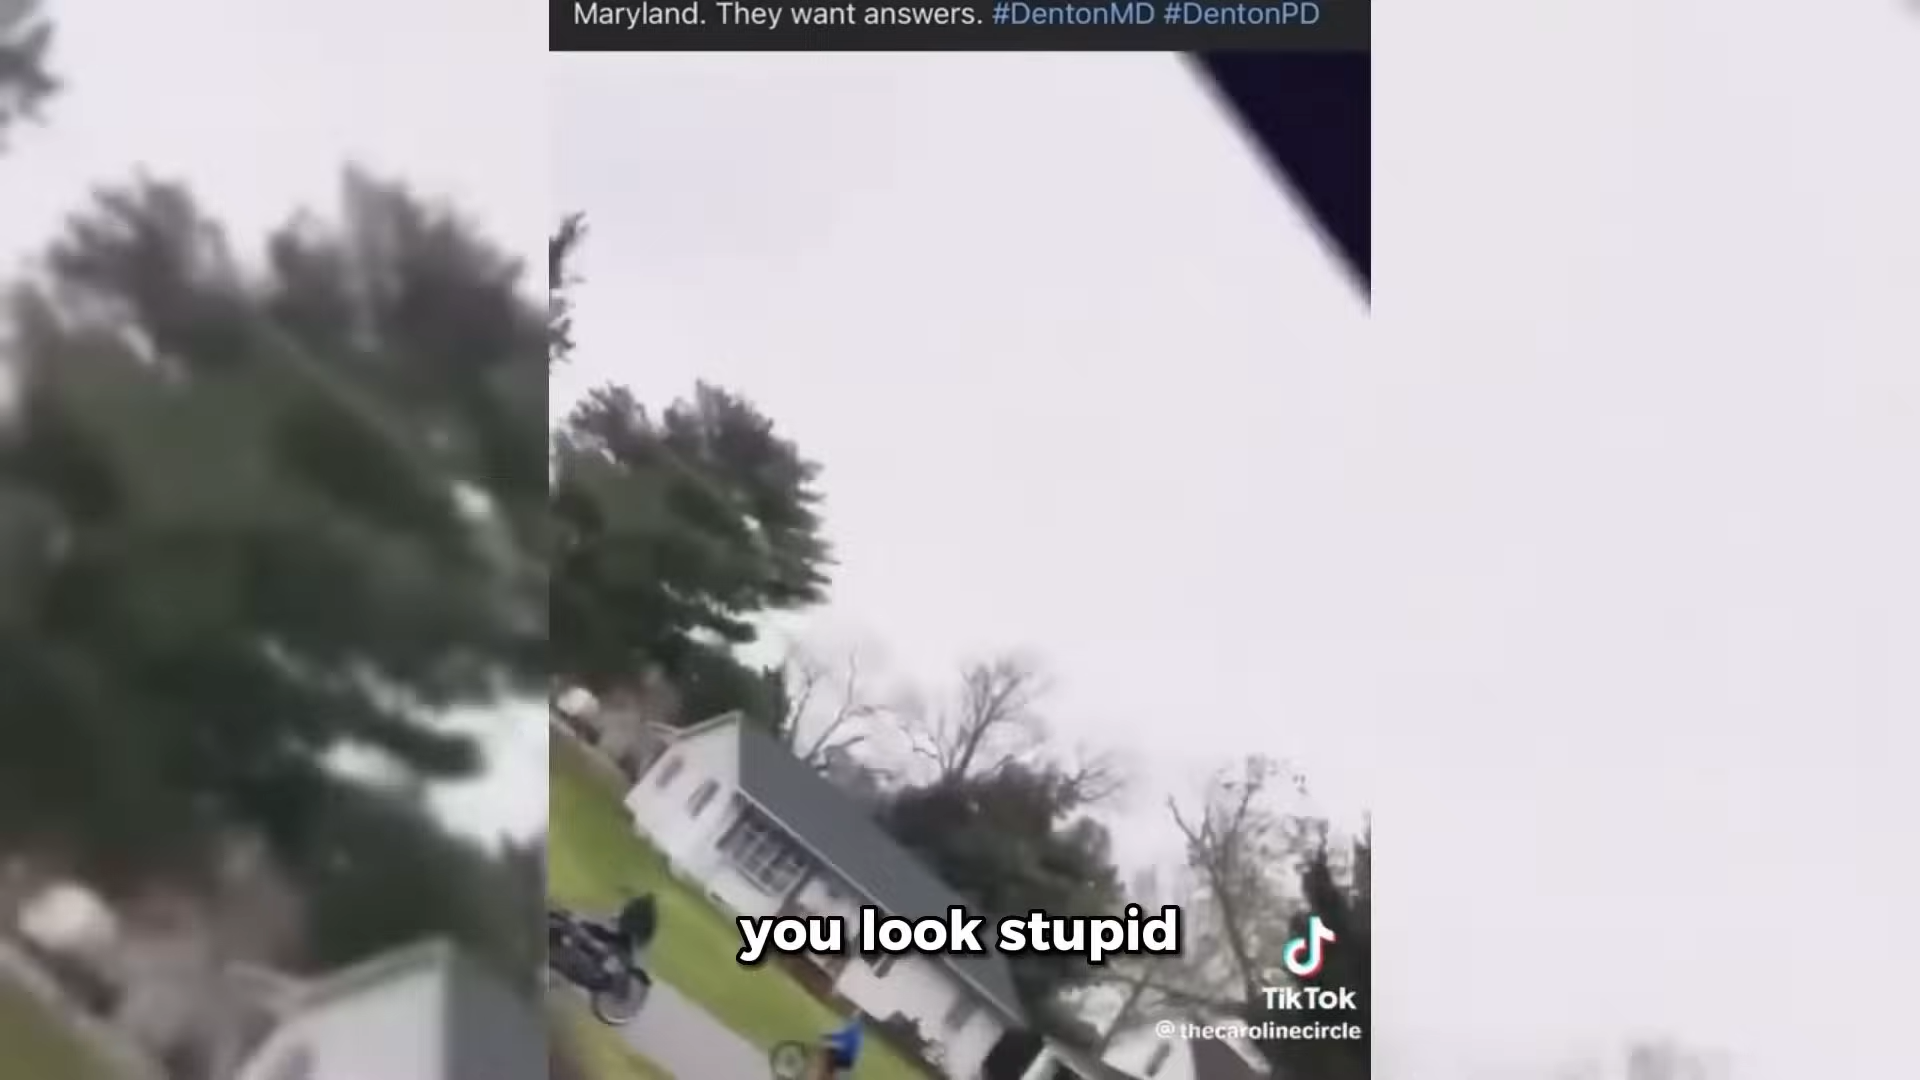 Maryland. They want answers. #DentonMD #DentonPD
you look stupid
TikTok
@thecarolinecircle